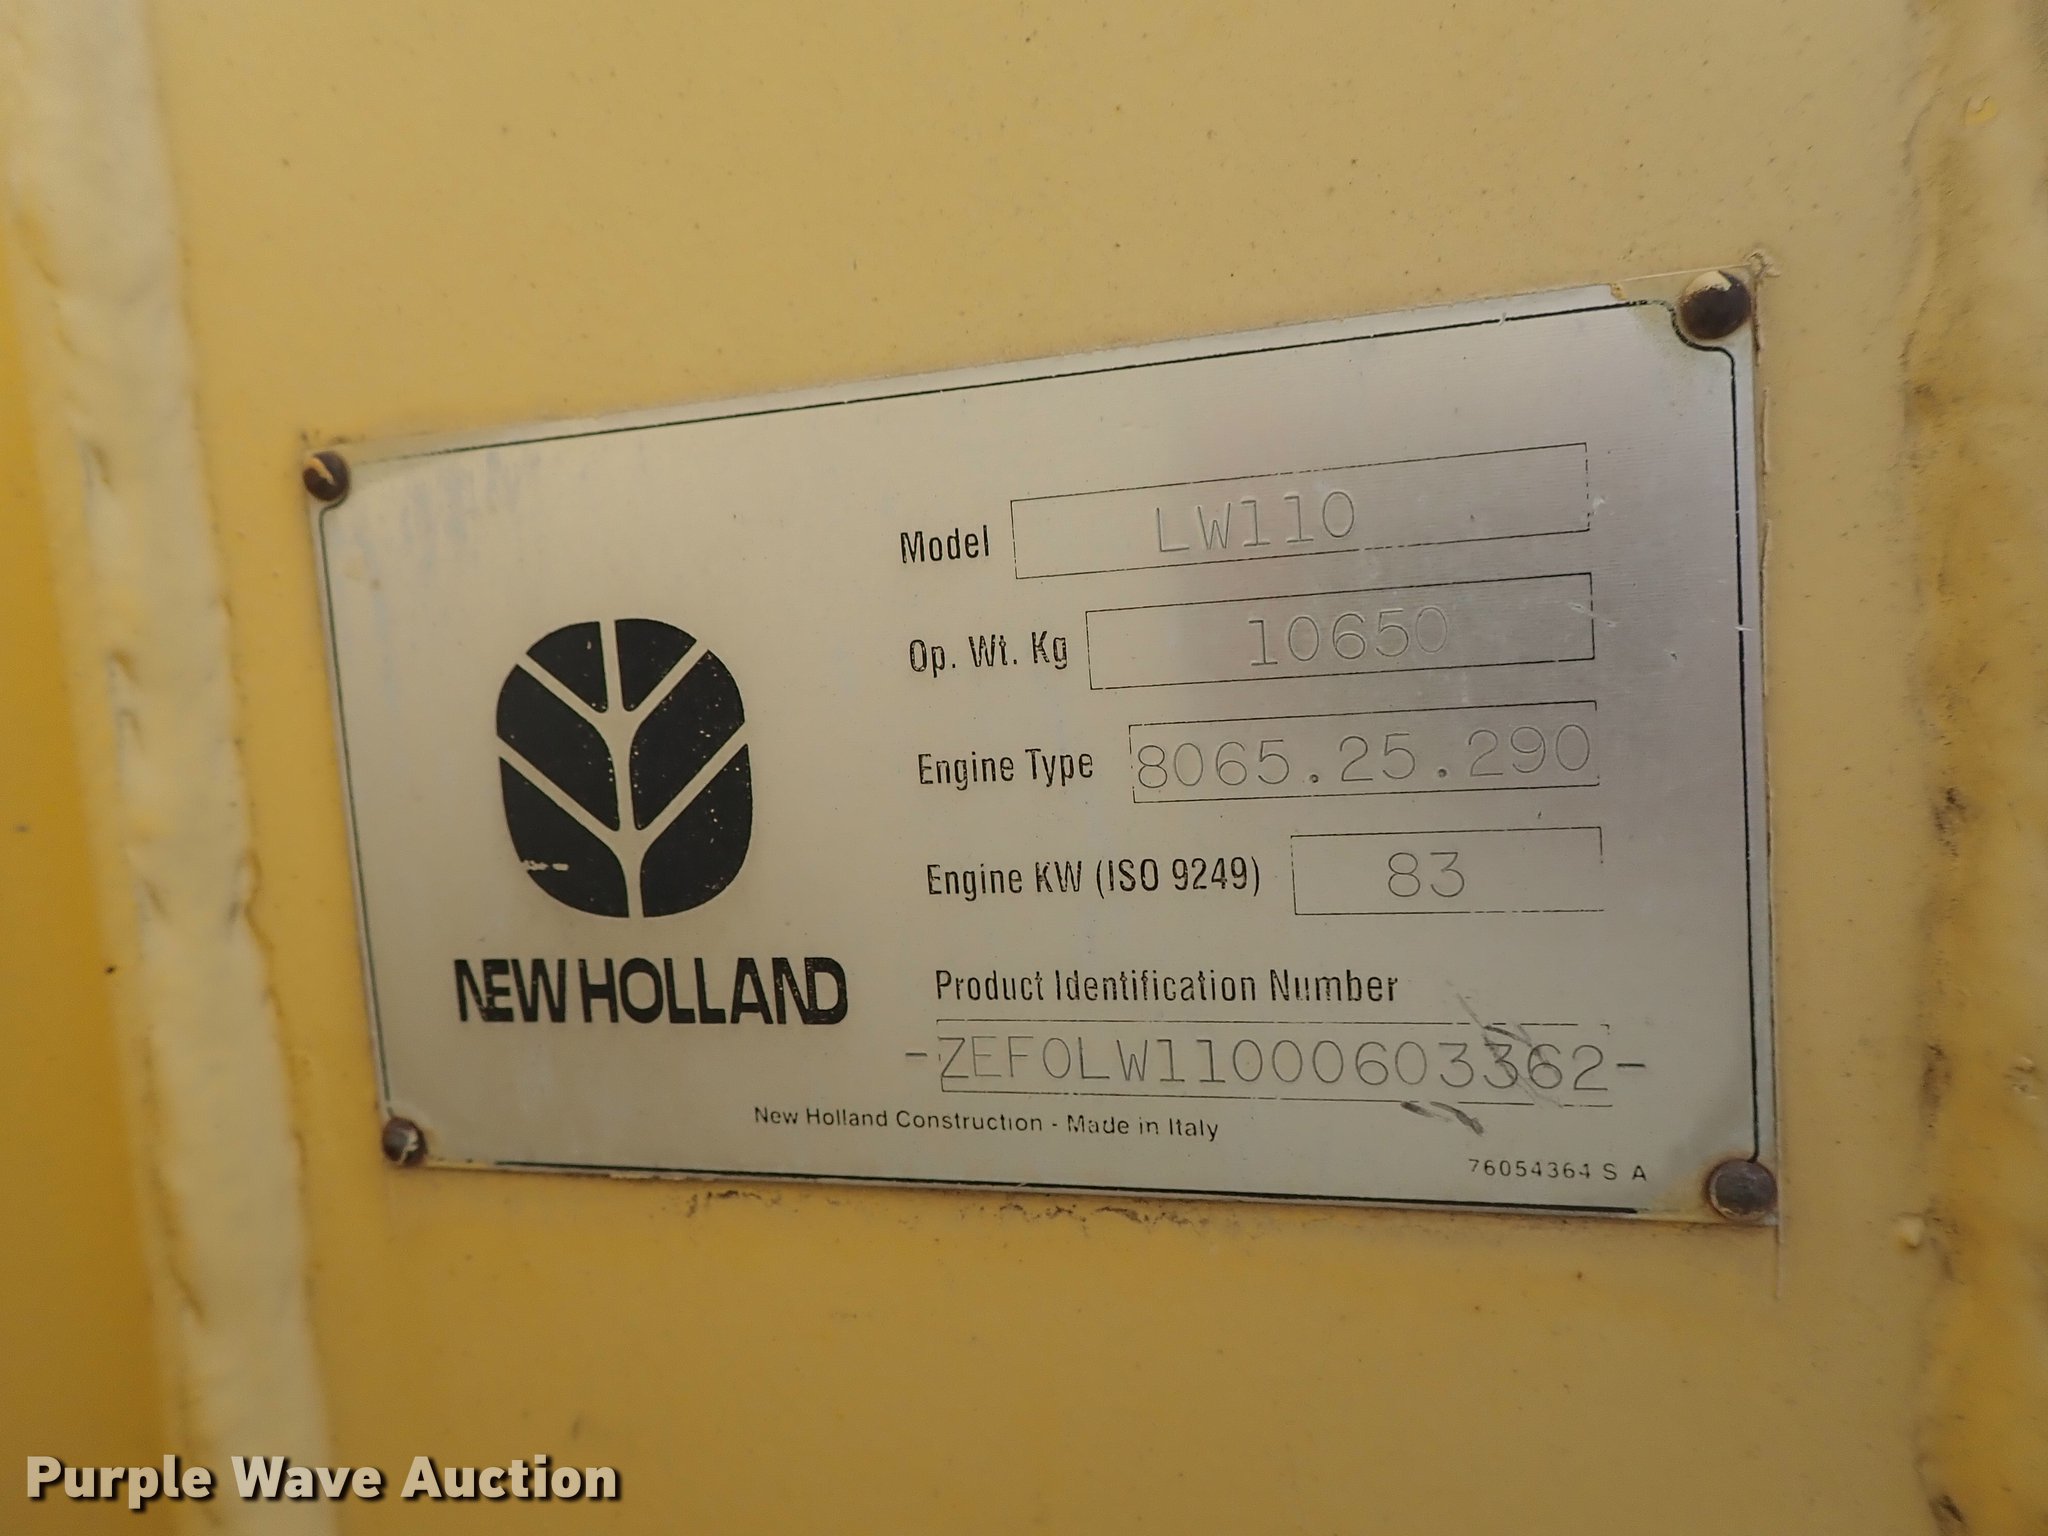 Model LW110
Op. Wt. Kg 10650
Engine Type 8065.25.290
Engine KW (ISO 9249) 83
NEW HOLLAND
Product Identification Number
-ZEF0LW11000603362-
New Holland Construction - Made in Italy
76054364 S A
Purple Wave Auction